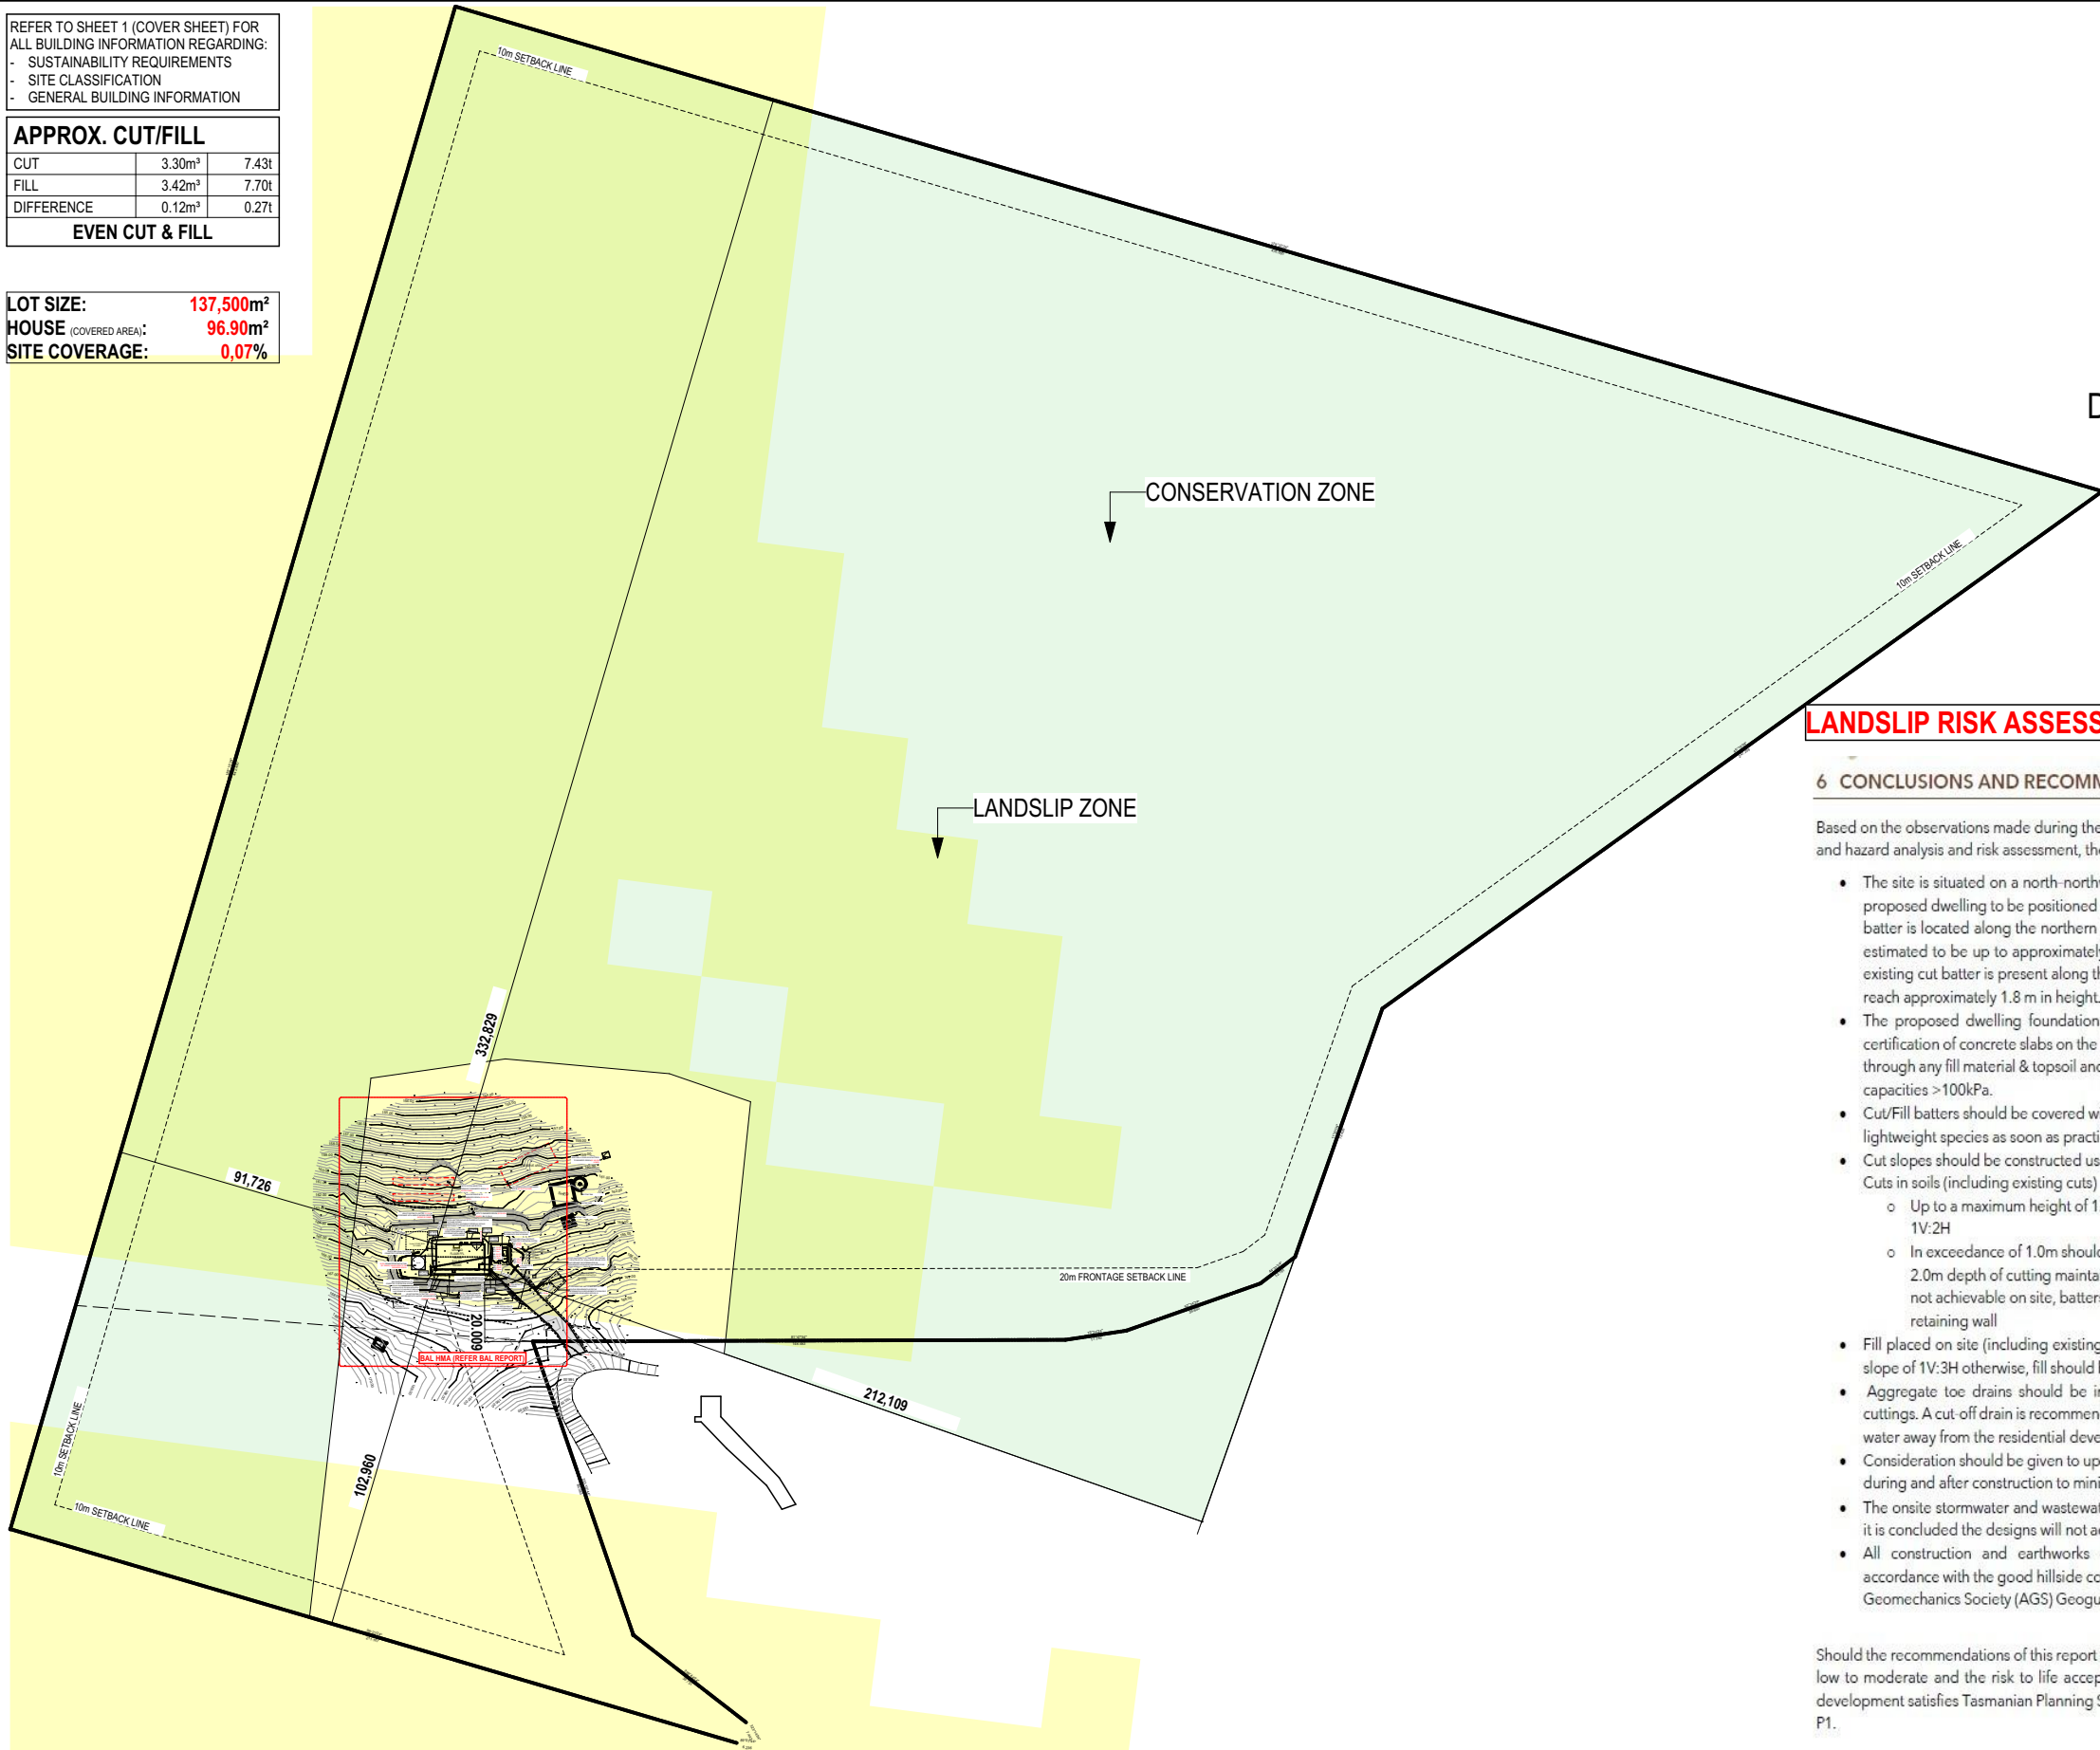 REFER TO SHEET 1 (COVER SHEET) FOR
ALL BUILDING INFORMATION REGARDING:
- SUSTAINABILITY REQUIREMENTS
- SITE CLASSIFICATION
- GENERAL BUILDING INFORMATION
APPROX. CUT/FILL
CUT 3.30m³ 7.43t
FILL 3.42m³ 7.70t
DIFFERENCE 0.12m³ 0.27t
EVEN CUT & FILL
LOT SIZE: 137,500m²
HOUSE (COVERED AREA): 96.90m²
SITE COVERAGE: 0,07%
10m SETBACK LINE
D
CONSERVATION ZONE
10m SETBACK LINE
LANDSLIP ZONE
332,829
91,726
20m FRONTAGE SETBACK LINE
20.009
BAL HMA (REFER BAL REPORT)
212,109
102,960
10m SETBACK LINE
10m SETBACK LINE
LANDSLIP RISK ASSESS
6 CONCLUSIONS AND RECOMM
Based on the observations made during the
and hazard analysis and risk assessment, the
• The site is situated on a north-northw
proposed dwelling to be positioned
batter is located along the northern
estimated to be up to approximately
existing cut batter is present along th
reach approximately 1.8 m in height.
• The proposed dwelling foundation
certification of concrete slabs on the
through any fill material & topsoil and
capacities >100kPa.
• Cut/Fill batters should be covered wi
lightweight species as soon as practi
• Cut slopes should be constructed us
Cuts in soils (including existing cuts)
o Up to a maximum height of 1.
1V:2H
o In exceedance of 1.0m should
2.0m depth of cutting mainta
not achievable on site, batters
retaining wall
• Fill placed on site (including existing
slope of 1V:3H otherwise, fill should b
• Aggregate toe drains should be in
cuttings. A cut-off drain is recommen
water away from the residential deve
• Consideration should be given to up
during and after construction to mini
• The onsite stormwater and wastewat
it is concluded the designs will not ad
• All construction and earthworks
accordance with the good hillside co
Geomechanics Society (AGS) Geogu
Should the recommendations of this report
low to moderate and the risk to life accep
development satisfies Tasmanian Planning S
P1.